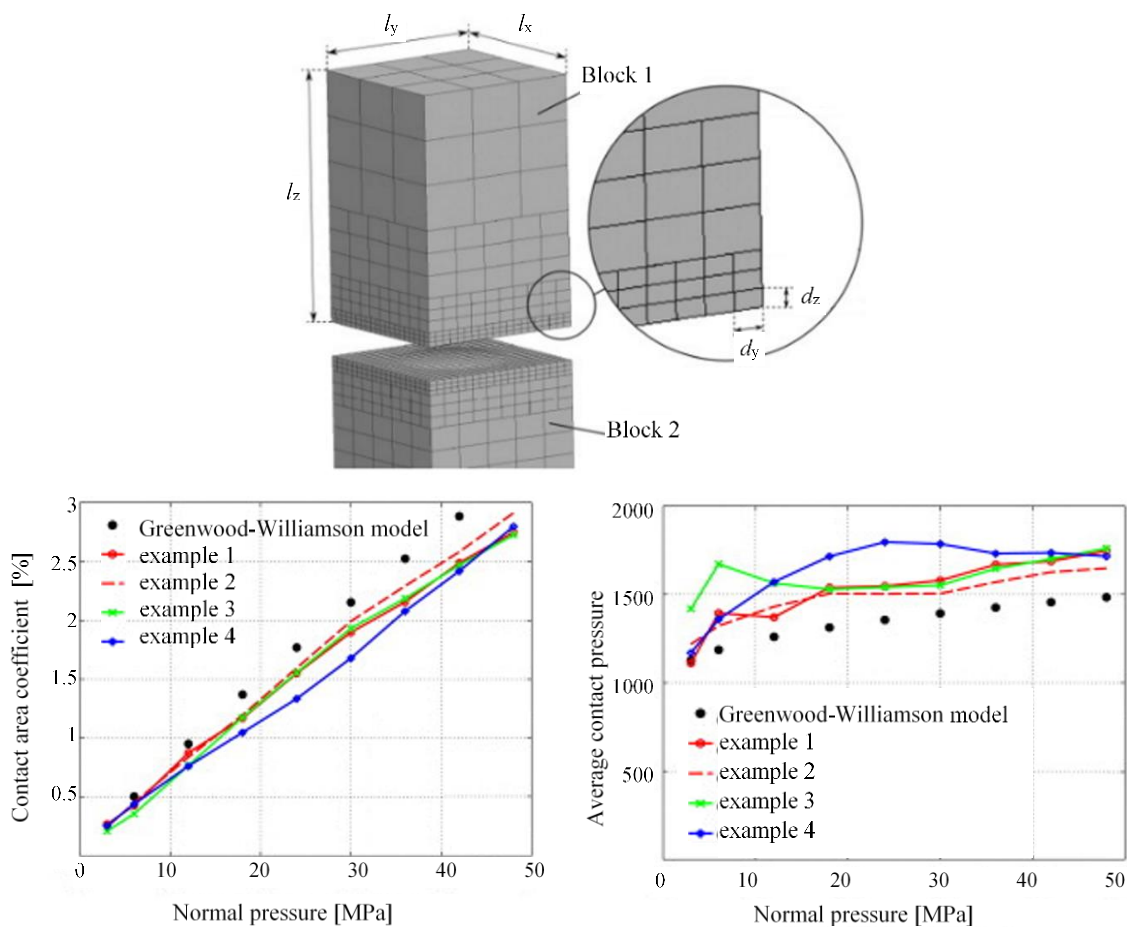 l_y
l_x
Block 1
l_z
d_z
d_y
Block 2
3
2.5
2
1.5
1
0.5
0
10
20
30
40
50
Contact area coefficient [%]
Normal pressure [MPa]
Greenwood-Williamson model
example 1
example 2
example 3
example 4
2000
1500
1000
500
0
10
20
30
40
50
Average contact pressure
Normal pressure [MPa]
Greenwood-Williamson model
example 1
example 2
example 3
example 4